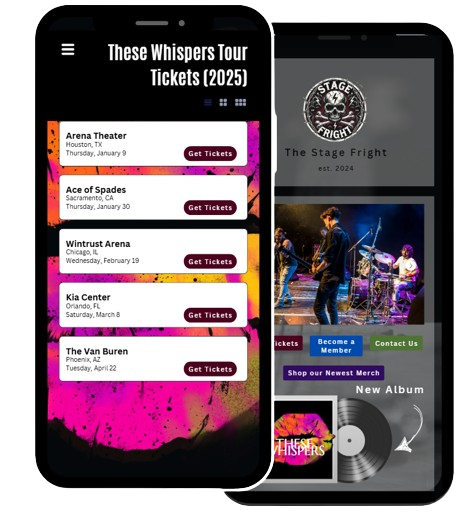 These Whispers Tour
Tickets (2025)
Arena Theater
Houston, TX
Thursday, January 9
Get Tickets
Ace of Spades
Sacramento, CA
Thursday, January 30
Get Tickets
Wintrust Arena
Chicago, IL
Wednesday, February 19
Get Tickets
Kia Center
Orlando, FL
Saturday, March 8
Get Tickets
The Van Buren
Phoenix, AZ
Tuesday, April 22
Get Tickets
STAGE
FRIGHT
The Stage Fright
est. 2024
Become a
Member
Contact Us
Shop our Newest Merch
New Album
THESE
WHISPERS